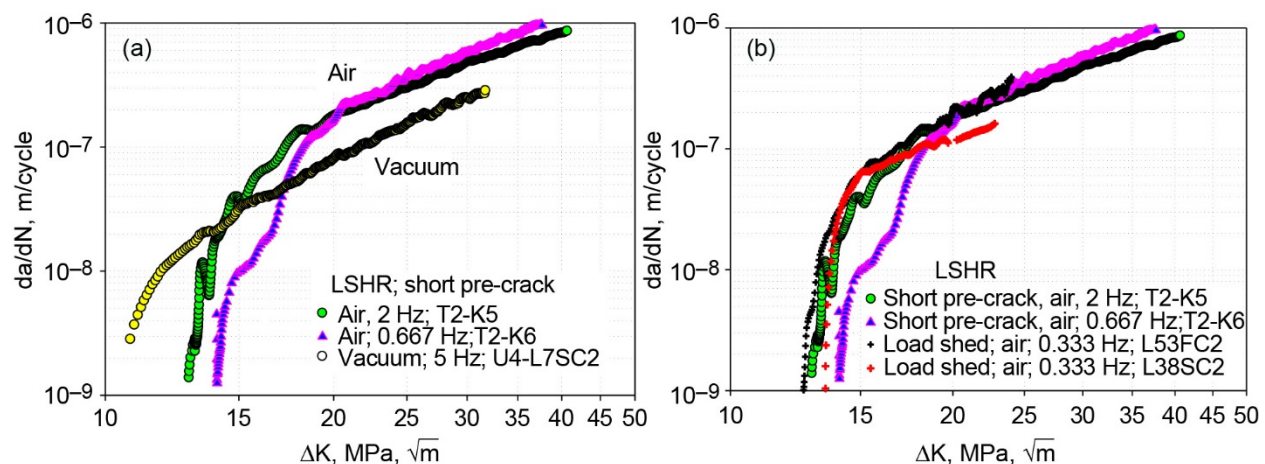 (a)
10⁻⁶
10⁻⁷
10⁻⁸
10⁻⁹
da/dN, m/cycle
Air
Vacuum
LSHR; short pre-crack
Air, 2 Hz; T2-K5
Air; 0.667 Hz;T2-K6
Vacuum; 5 Hz; U4-L7SC2
10 15 20 25 30 35 40 45 50
ΔK, MPa, √m
(b)
10⁻⁶
10⁻⁷
10⁻⁸
10⁻⁹
da/dN, m/cycle
LSHR
Short pre-crack, air, 2 Hz; T2-K5
Short pre-crack, air; 0.667 Hz;T2-K6
Load shed; air; 0.333 Hz; L53FC2
Load shed; air; 0.333 Hz; L38SC2
10 15 20 25 30 35 40 45 50
ΔK, MPa, √m